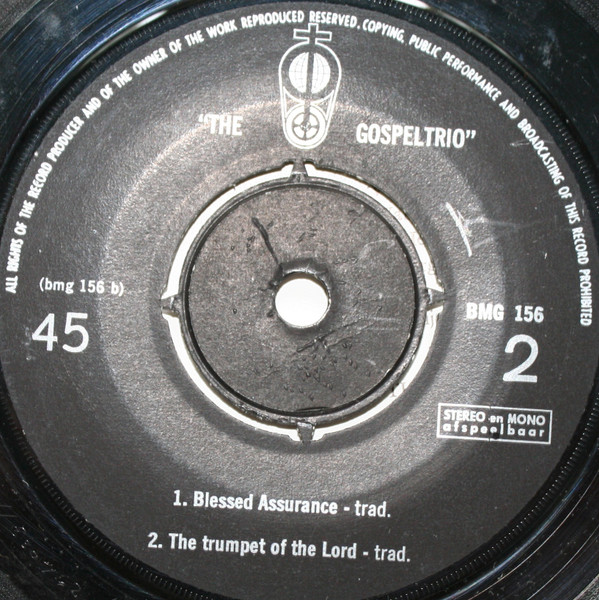 ALL RIGHTS OF THE RECORD PRODUCER AND OF THE OWNER OF THE WORK REPRODUCED RESERVED. COPYING, PUBLIC PERFORMANCE AND BROADCASTING OF THIS RECORD PROHIBITED
"THE GOSPELTRIO"
(bmg 156 b)
45
BMG 156
2
STEREO en MONO
afspeelbaar
1. Blessed Assurance - trad.
2. The trumpet of the Lord - trad.